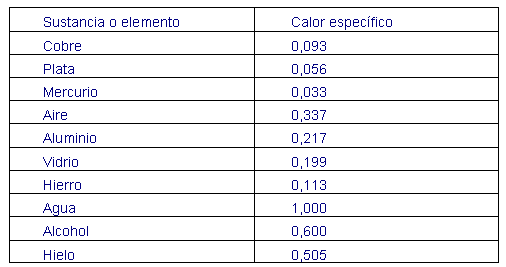 Sustancia o elemento Calor específico
Cobre 0,093
Plata 0,056
Mercurio 0,033
Aire 0,337
Aluminio 0,217
Vidrio 0,199
Hierro 0,113
Agua 1,000
Alcohol 0,600
Hielo 0,505